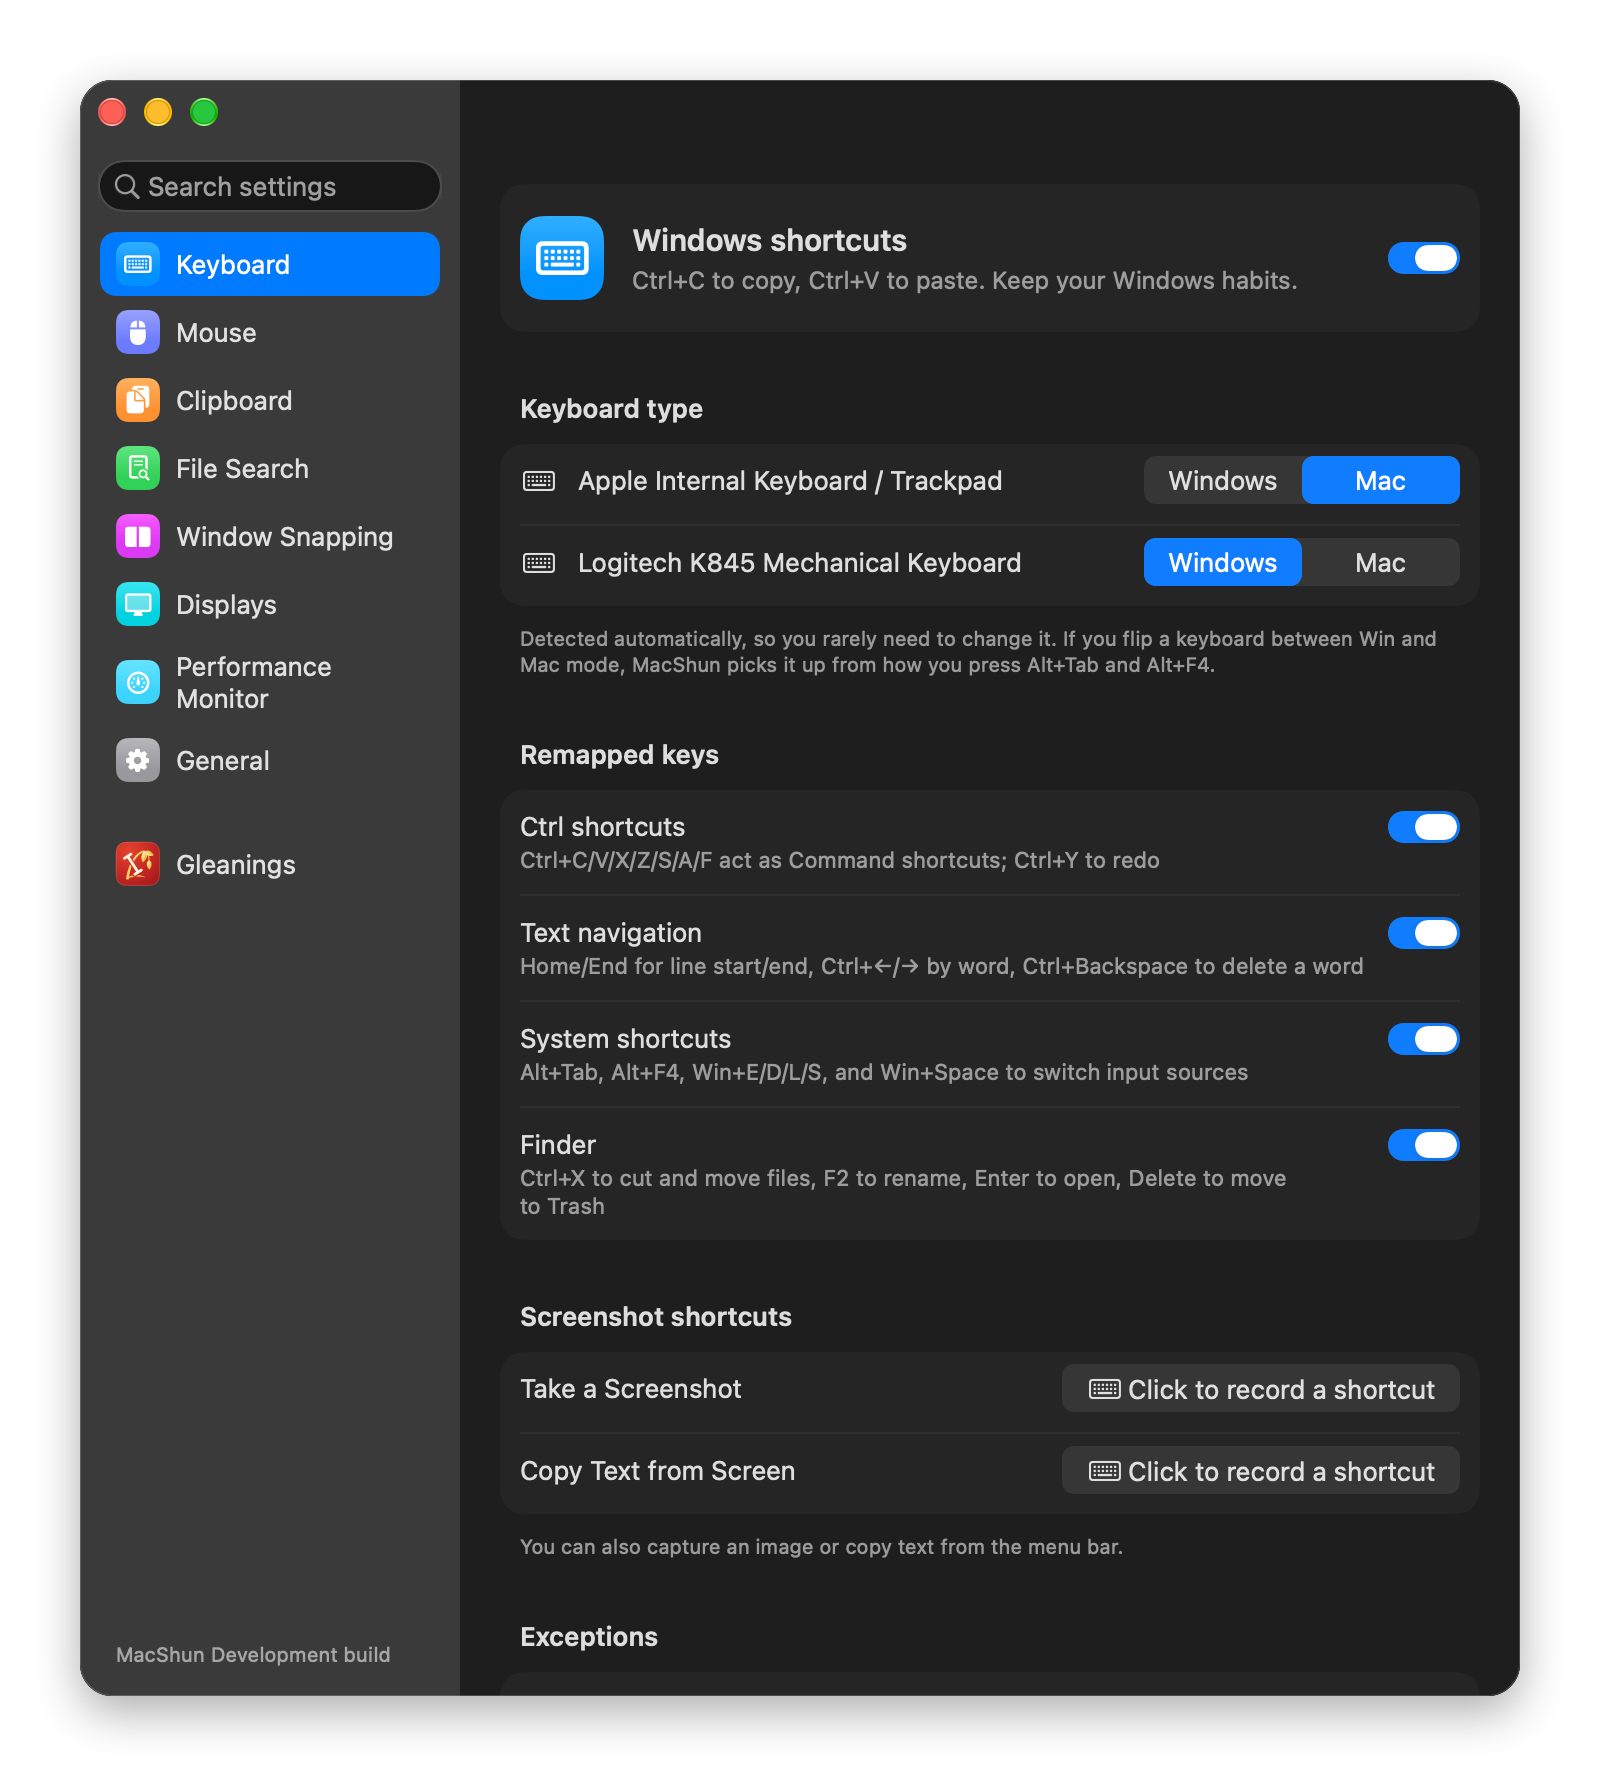 Search settings
Keyboard
Mouse
Clipboard
File Search
Window Snapping
Displays
Performance
Monitor
General
Gleanings
MacShun Development build
Windows shortcuts
Ctrl+C to copy, Ctrl+V to paste. Keep your Windows habits.
Keyboard type
Apple Internal Keyboard / Trackpad
Windows
Mac
Logitech K845 Mechanical Keyboard
Windows
Mac
Detected automatically, so you rarely need to change it. If you flip a keyboard between Win and
Mac mode, MacShun picks it up from how you press Alt+Tab and Alt+F4.
Remapped keys
Ctrl shortcuts
Ctrl+C/V/X/Z/S/A/F act as Command shortcuts; Ctrl+Y to redo
Text navigation
Home/End for line start/end, Ctrl+←/→ by word, Ctrl+Backspace to delete a word
System shortcuts
Alt+Tab, Alt+F4, Win+E/D/L/S, and Win+Space to switch input sources
Finder
Ctrl+X to cut and move files, F2 to rename, Enter to open, Delete to move
to Trash
Screenshot shortcuts
Take a Screenshot
Click to record a shortcut
Copy Text from Screen
Click to record a shortcut
You can also capture an image or copy text from the menu bar.
Exceptions